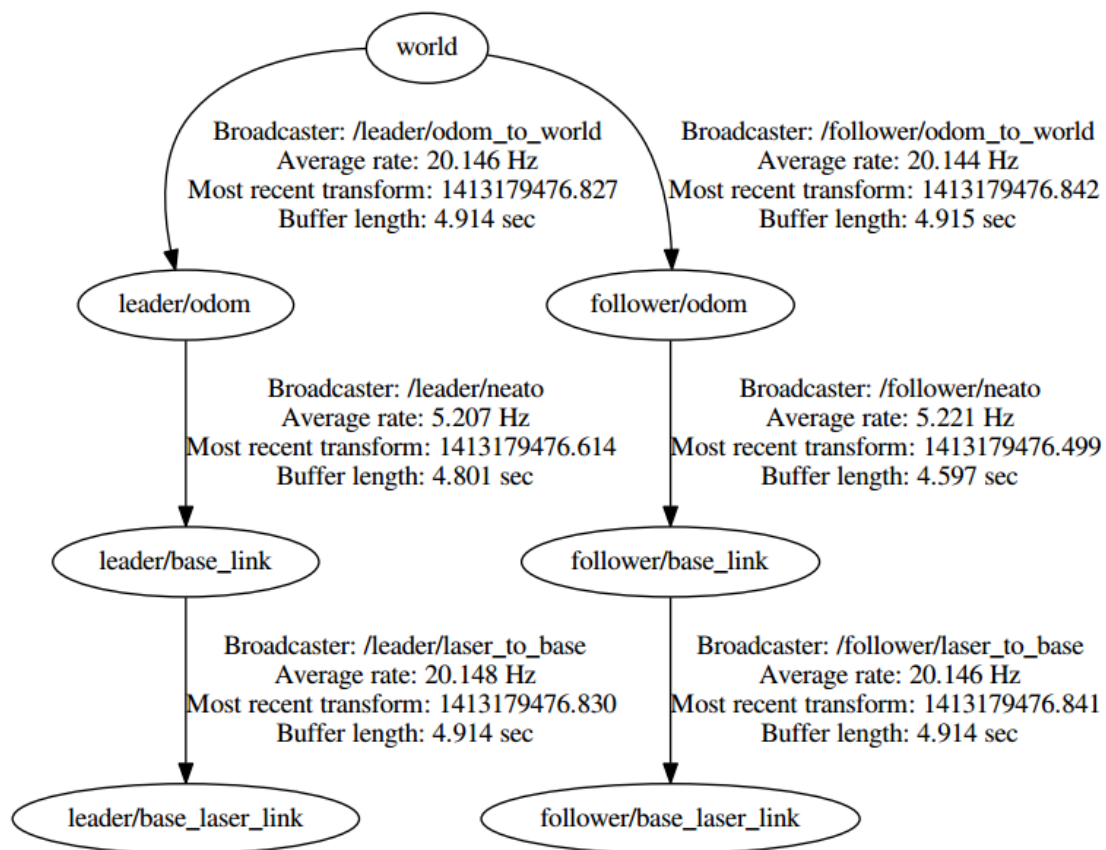 world
Broadcaster: /leader/odom_to_world
Average rate: 20.146 Hz
Most recent transform: 1413179476.827
Buffer length: 4.914 sec
Broadcaster: /follower/odom_to_world
Average rate: 20.144 Hz
Most recent transform: 1413179476.842
Buffer length: 4.915 sec
leader/odom
follower/odom
Broadcaster: /leader/neato
Average rate: 5.207 Hz
Most recent transform: 1413179476.614
Buffer length: 4.801 sec
Broadcaster: /follower/neato
Average rate: 5.221 Hz
Most recent transform: 1413179476.499
Buffer length: 4.597 sec
leader/base_link
follower/base_link
Broadcaster: /leader/laser_to_base
Average rate: 20.148 Hz
Most recent transform: 1413179476.830
Buffer length: 4.914 sec
Broadcaster: /follower/laser_to_base
Average rate: 20.146 Hz
Most recent transform: 1413179476.841
Buffer length: 4.914 sec
leader/base_laser_link
follower/base_laser_link